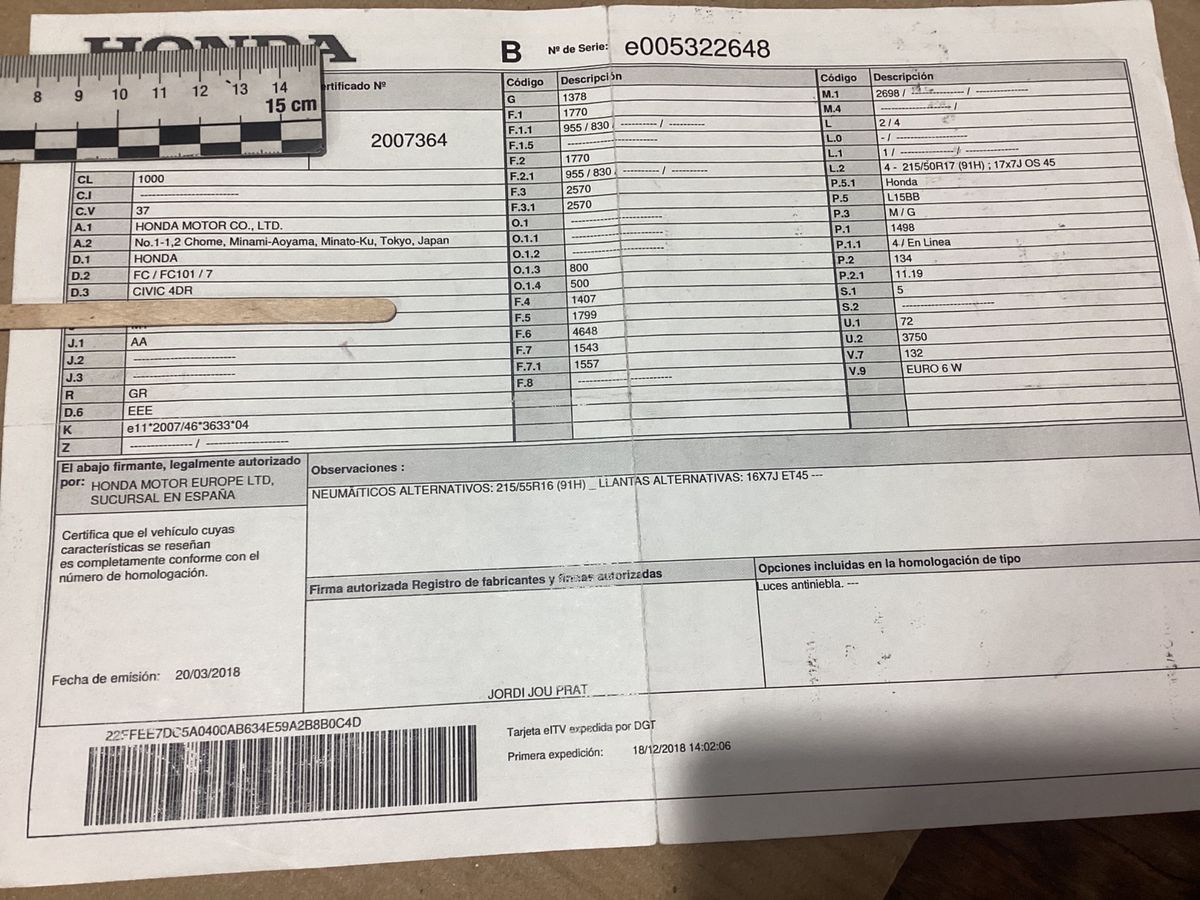 HONDA
B Nº de Serie: e005322648
8 9 10 11 12 13 14
15 cm
ertificado Nº
2007364
CL 1000
C.I ----------------------
C.V 37
A.1 HONDA MOTOR CO., LTD.
A.2 No.1-1,2 Chome, Minami-Aoyama, Minato-Ku, Tokyo, Japan
D.1 HONDA
D.2 FC / FC101 / 7
D.3 CIVIC 4DR
J.1 AA
J.2 ----------------------
J.3 ----------------------
R GR
D.6 EEE
K e11*2007/46*3633*04
Z -------------- / ------------------
Código Descripción
G 1378
F.1 1770
F.1.1 955 / 830 / ---------- / ----------
F.1.5 --------------------
F.2 1770
F.2.1 955 / 830 / ---------- / ----------
F.3 2570
F.3.1 2570
O.1 --------------------
O.1.1 --------------------
O.1.2 --------------------
O.1.3 800
O.1.4 500
F.4 1407
F.5 1799
F.6 4648
F.7 1543
F.7.1 1557
F.8 --------------------
Código Descripción
M.1 2698 / ---------- / ----------
M.4 -------------- /
L 2 / 4
L.0 - / --------------
L.1 1 / ---------- / ----------
L.2 4 - 215/50R17 (91H) ; 17x7J OS 45
P.5.1 Honda
P.5 L15BB
P.3 M / G
P.1 1498
P.1.1 4 / En Linea
P.2 134
P.2.1 11.19
S.1 5
S.2 --------------------
U.1 72
U.2 3750
V.7 132
V.9 EURO 6 W
El abajo firmante, legalmente autorizado
por: HONDA MOTOR EUROPE LTD,
SUCURSAL EN ESPAÑA
Certifica que el vehículo cuyas
características se reseñan
es completamente conforme con el
número de homologación.
Fecha de emisión: 20/03/2018
Observaciones :
NEUMÁITICOS ALTERNATIVOS: 215/55R16 (91H) _ LLANTAS ALTERNATIVAS: 16X7J ET45 ---
Firma autorizada Registro de fabricantes y firmas autorizadas
JORDI JOU PRAT
Opciones incluidas en la homologación de tipo
Luces antiniebla. ---
22FFEE7DC5A0400AB634E59A2B8B0C4D
Tarjeta eITV expedida por DGT
Primera expedición: 18/12/2018 14:02:06